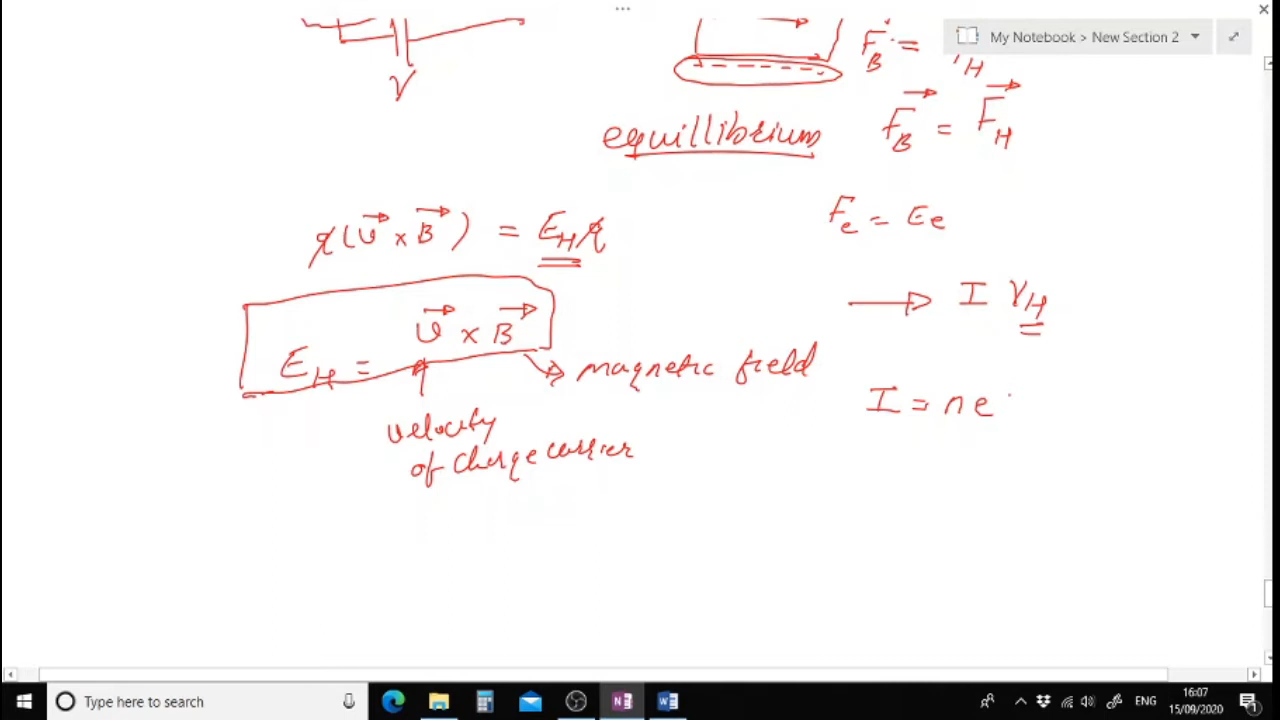 My Notebook > New Section 2
V
F_B =
H
equillibrium
F_B = F_H
F_e = Ee
q(v × B) = E_H q
I V_H
E_H = v × B
magnetic field
I = ne
velocity
of charge carrier
Type here to search
ENG
16:07
15/09/2020
1